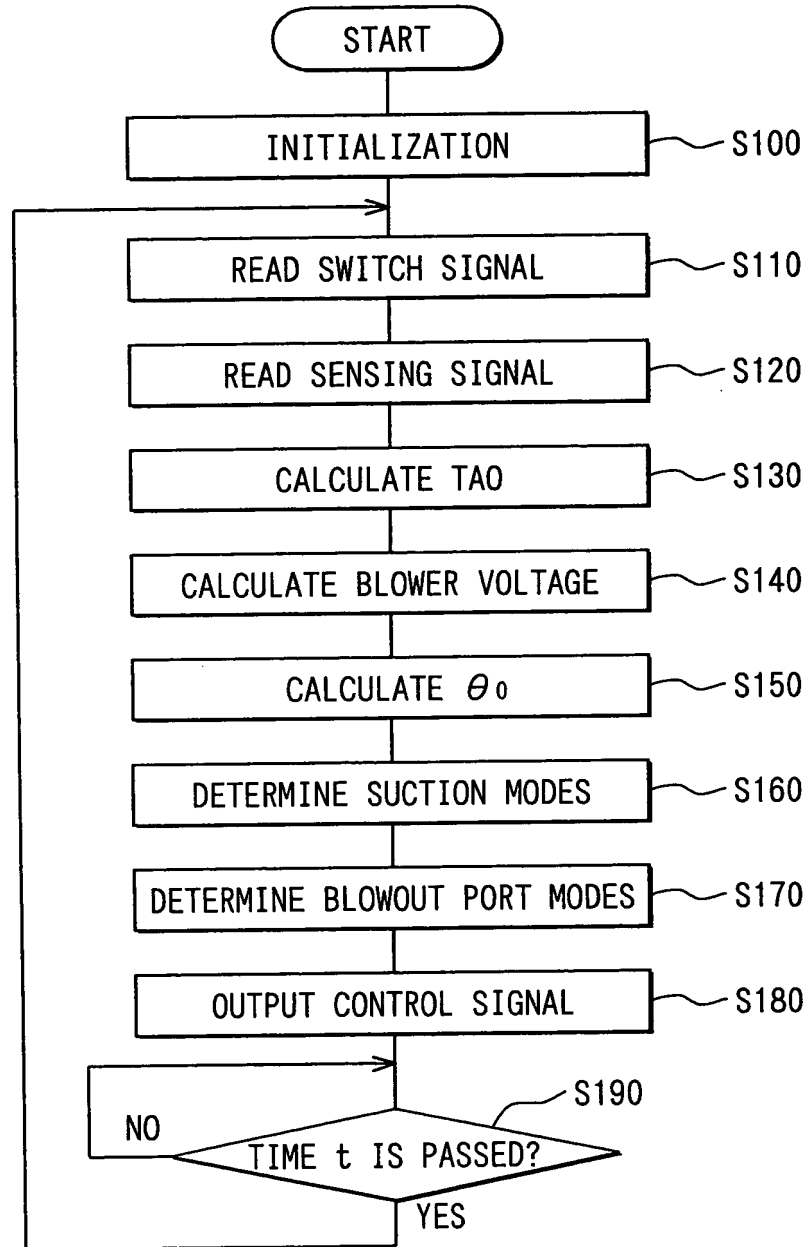 START
INITIALIZATION S100
READ SWITCH SIGNAL S110
READ SENSING SIGNAL S120
CALCULATE TAO S130
CALCULATE BLOWER VOLTAGE S140
CALCULATE θ0 S150
DETERMINE SUCTION MODES S160
DETERMINE BLOWOUT PORT MODES S170
OUTPUT CONTROL SIGNAL S180
S190
NO
TIME t IS PASSED?
YES